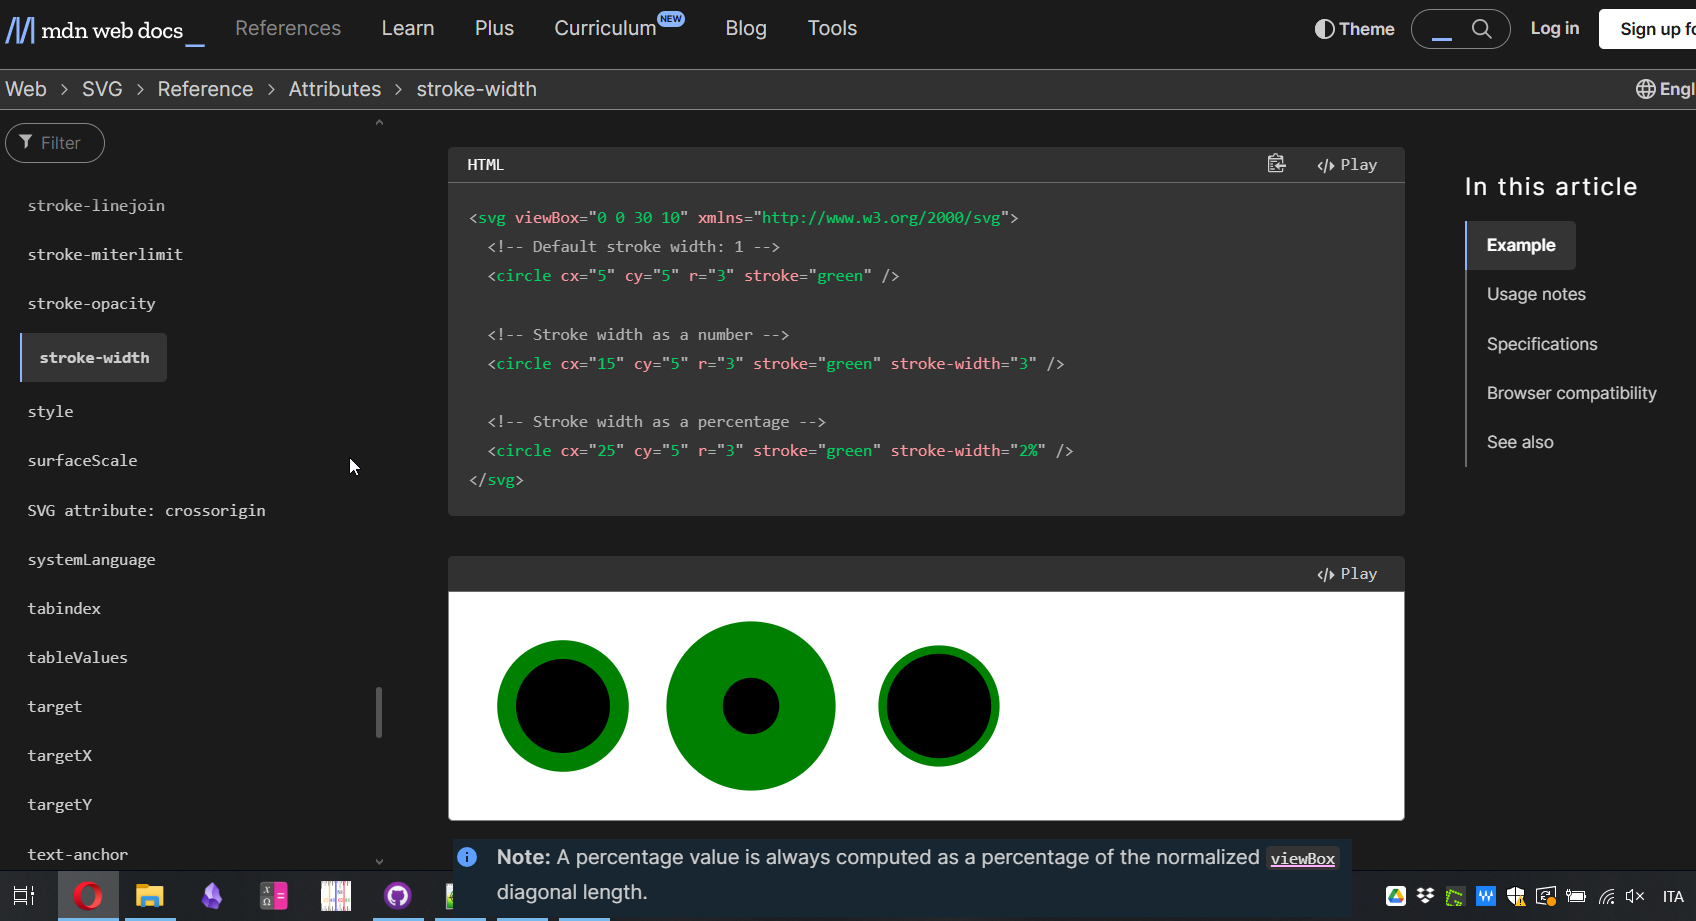 mdn web docs_
References
Learn
Plus
Curriculum NEW
Blog
Tools
Theme
Log in
Sign up fo
Web > SVG > Reference > Attributes > stroke-width
Engl
Filter
stroke-linejoin
stroke-miterlimit
stroke-opacity
stroke-width
style
surfaceScale
SVG attribute: crossorigin
systemLanguage
tabindex
tableValues
target
targetX
targetY
text-anchor
HTML
Play
<svg viewBox="0 0 30 10" xmlns="http://www.w3.org/2000/svg">
  <!-- Default stroke width: 1 -->
  <circle cx="5" cy="5" r="3" stroke="green" />

  <!-- Stroke width as a number -->
  <circle cx="15" cy="5" r="3" stroke="green" stroke-width="3" />

  <!-- Stroke width as a percentage -->
  <circle cx="25" cy="5" r="3" stroke="green" stroke-width="2%" />
</svg>
Play
Note: A percentage value is always computed as a percentage of the normalized viewBox
diagonal length.
In this article
Example
Usage notes
Specifications
Browser compatibility
See also
ITA